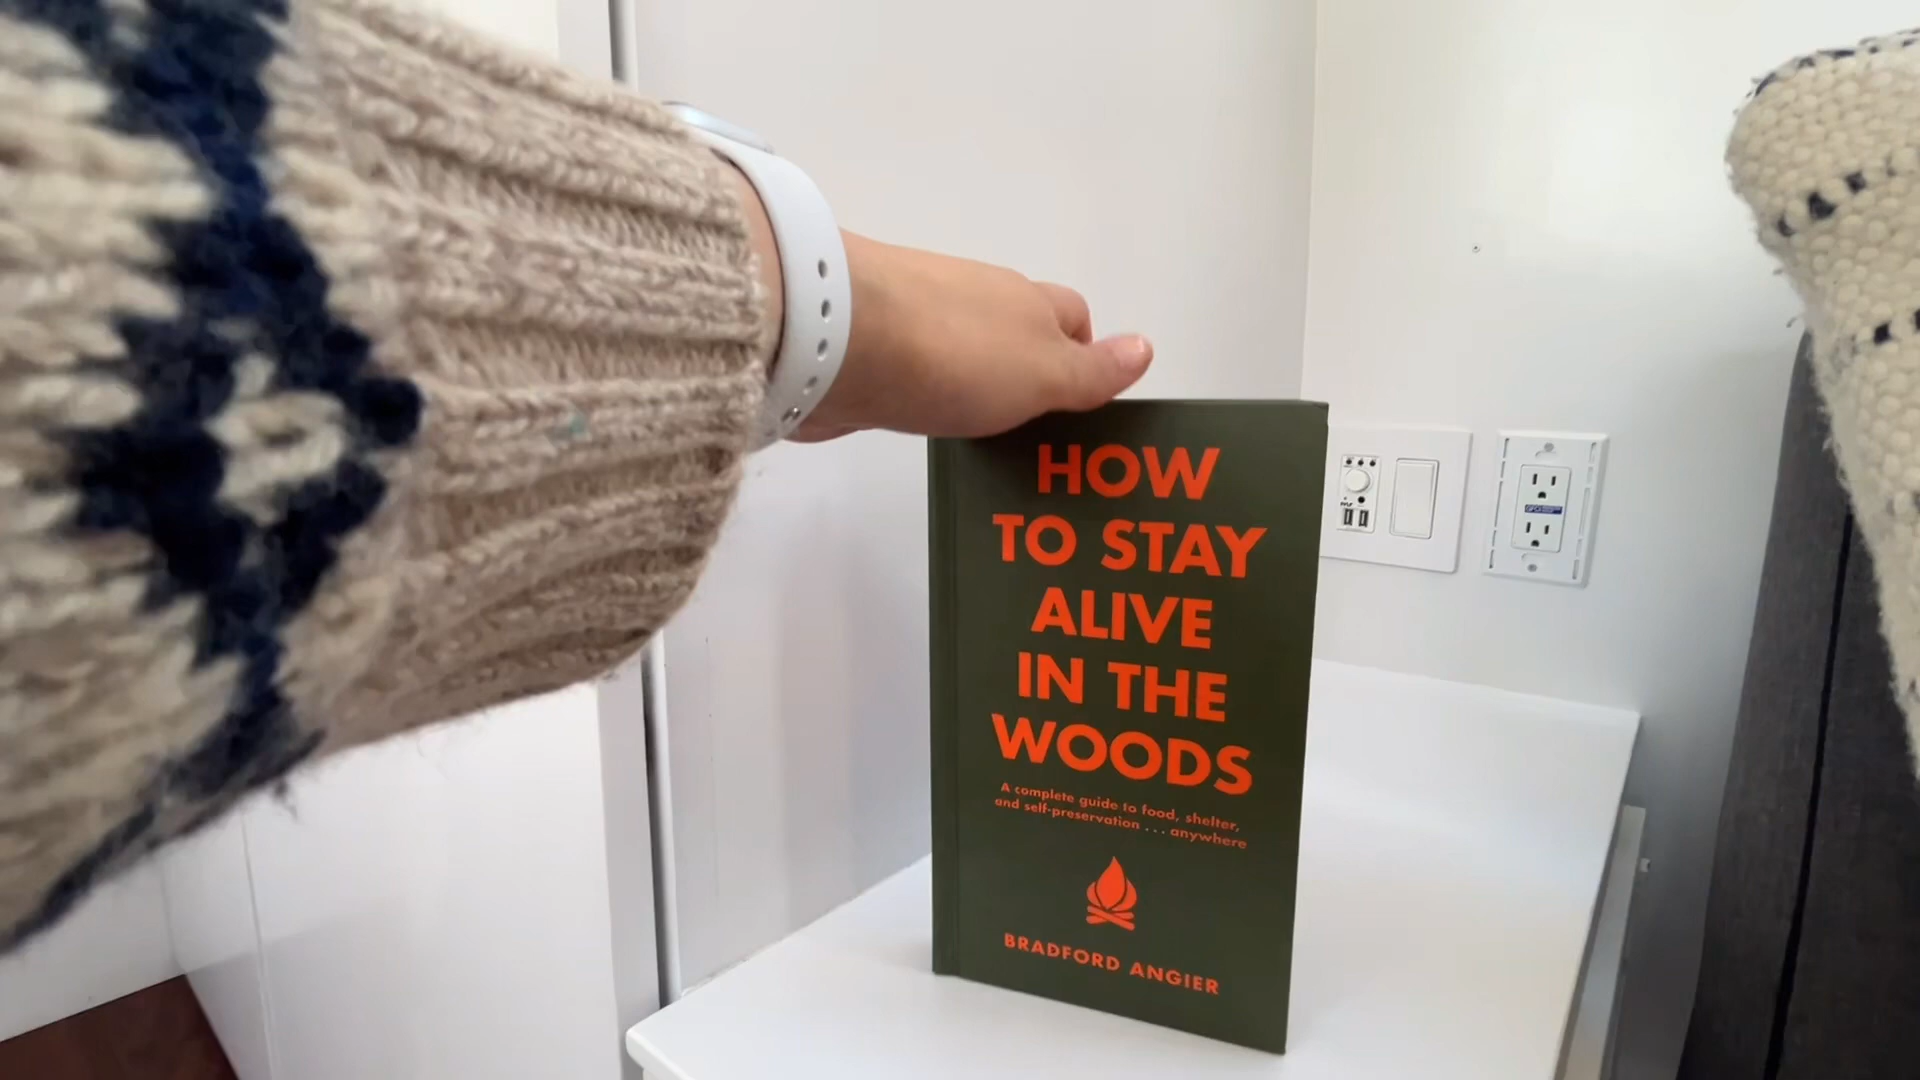 HOW
TO STAY
ALIVE
IN THE
WOODS
A complete guide to food, shelter,
and self-preservation . . . anywhere
BRADFORD ANGIER